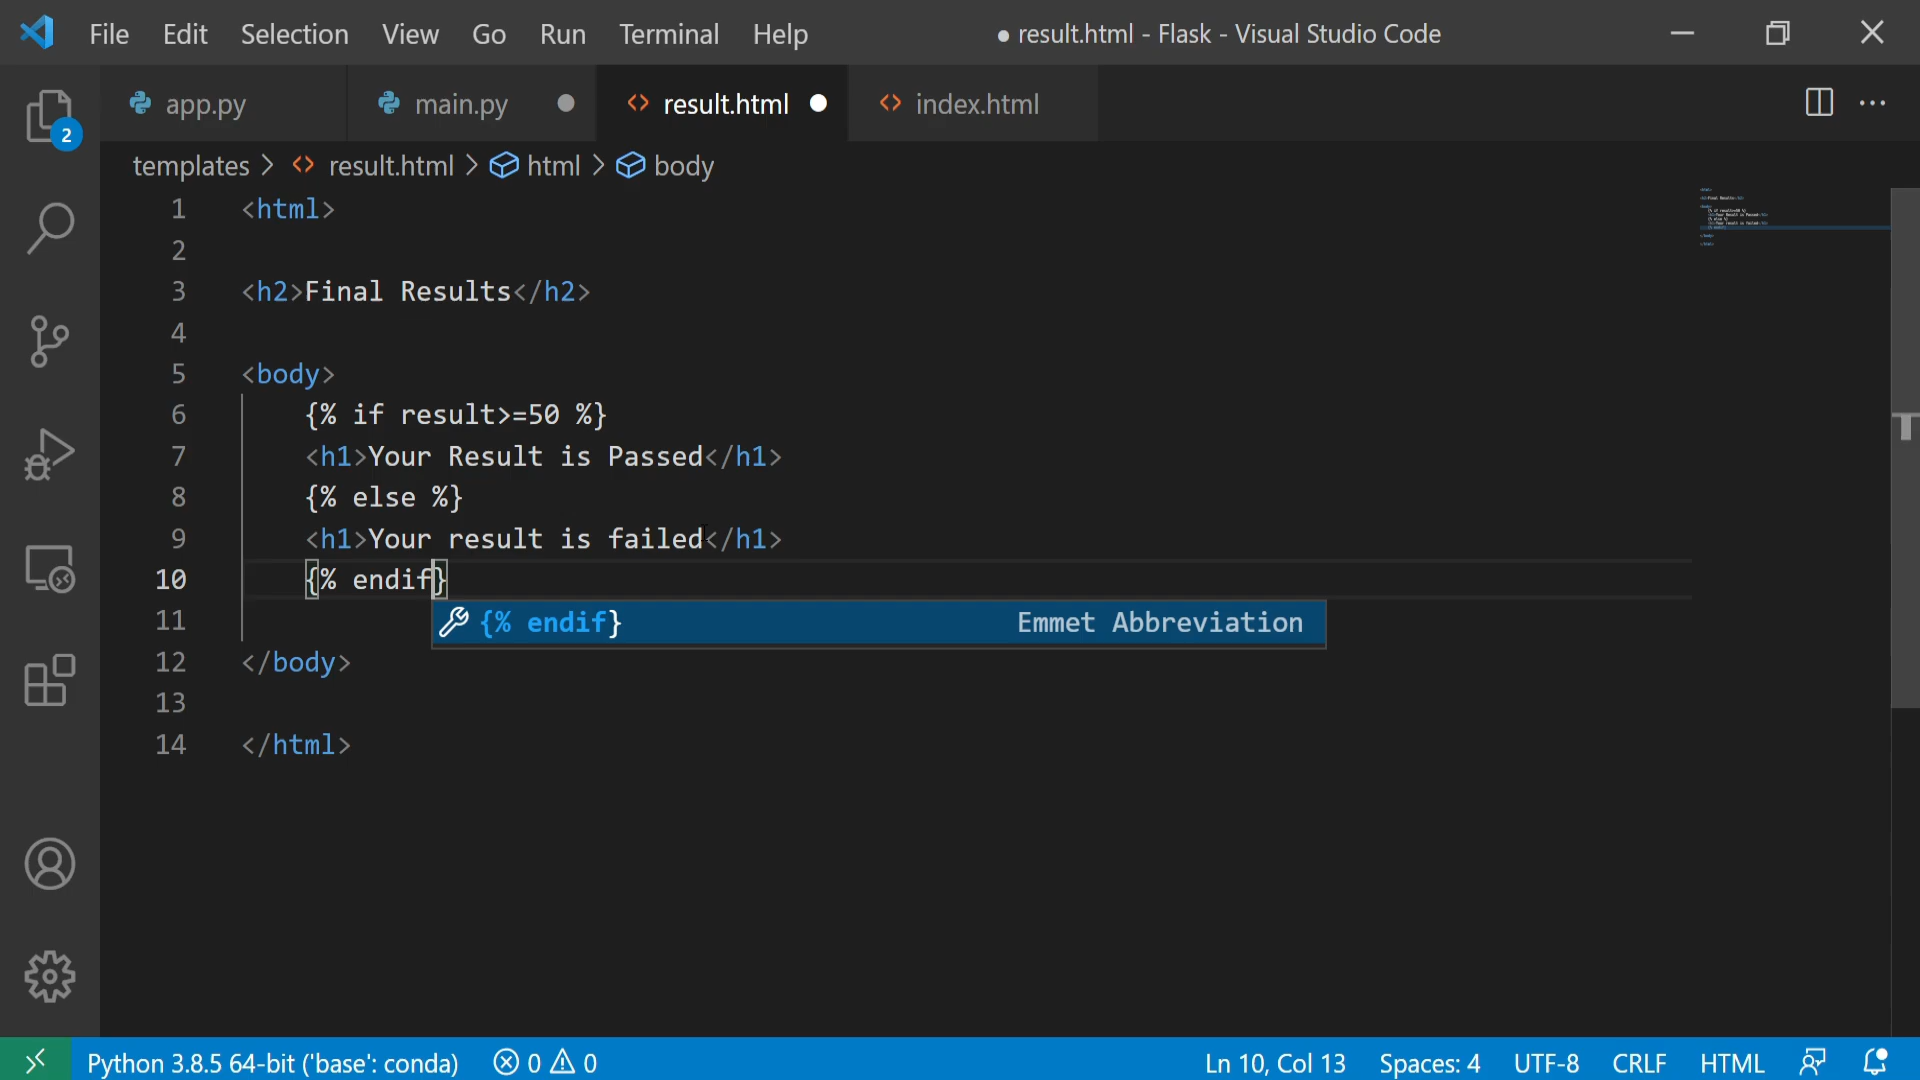 File Edit Selection View Go Run Terminal Help ● result.html - Flask - Visual Studio Code
app.py main.py result.html index.html
2
templates > result.html > html > body
1 <html>
2
3 <h2>Final Results</h2>
4
5 <body>
6 {% if result>=50 %}
7 <h1>Your Result is Passed</h1>
8 {% else %}
9 <h1>Your result is failed</h1>
10 {% endif}
11 {% endif} Emmet Abbreviation
12 </body>
13
14 </html>
Python 3.8.5 64-bit ('base': conda) 0 0 Ln 10, Col 13 Spaces: 4 UTF-8 CRLF HTML